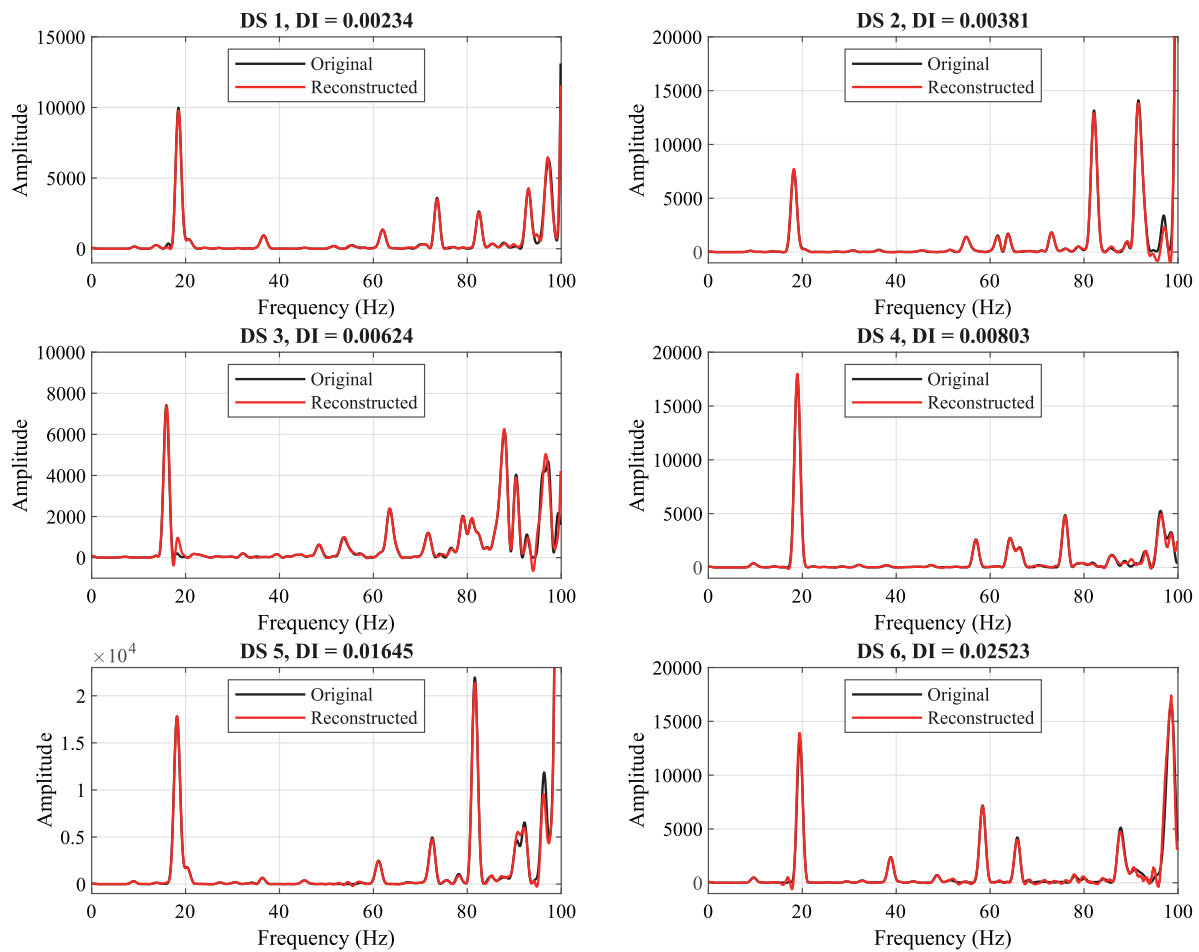 DS 1, DI = 0.00234
15000
10000
5000
0
Amplitude
Original
Reconstructed
0 20 40 60 80 100
Frequency (Hz)
DS 2, DI = 0.00381
20000
15000
10000
5000
0
Amplitude
Original
Reconstructed
0 20 40 60 80 100
Frequency (Hz)
DS 3, DI = 0.00624
10000
8000
6000
4000
2000
0
Amplitude
Original
Reconstructed
0 20 40 60 80 100
Frequency (Hz)
DS 4, DI = 0.00803
20000
15000
10000
5000
0
Amplitude
Original
Reconstructed
0 20 40 60 80 100
Frequency (Hz)
DS 5, DI = 0.01645
×10⁴
2
1.5
1
0.5
0
Amplitude
Original
Reconstructed
0 20 40 60 80 100
Frequency (Hz)
DS 6, DI = 0.02523
20000
15000
10000
5000
0
Amplitude
Original
Reconstructed
0 20 40 60 80 100
Frequency (Hz)